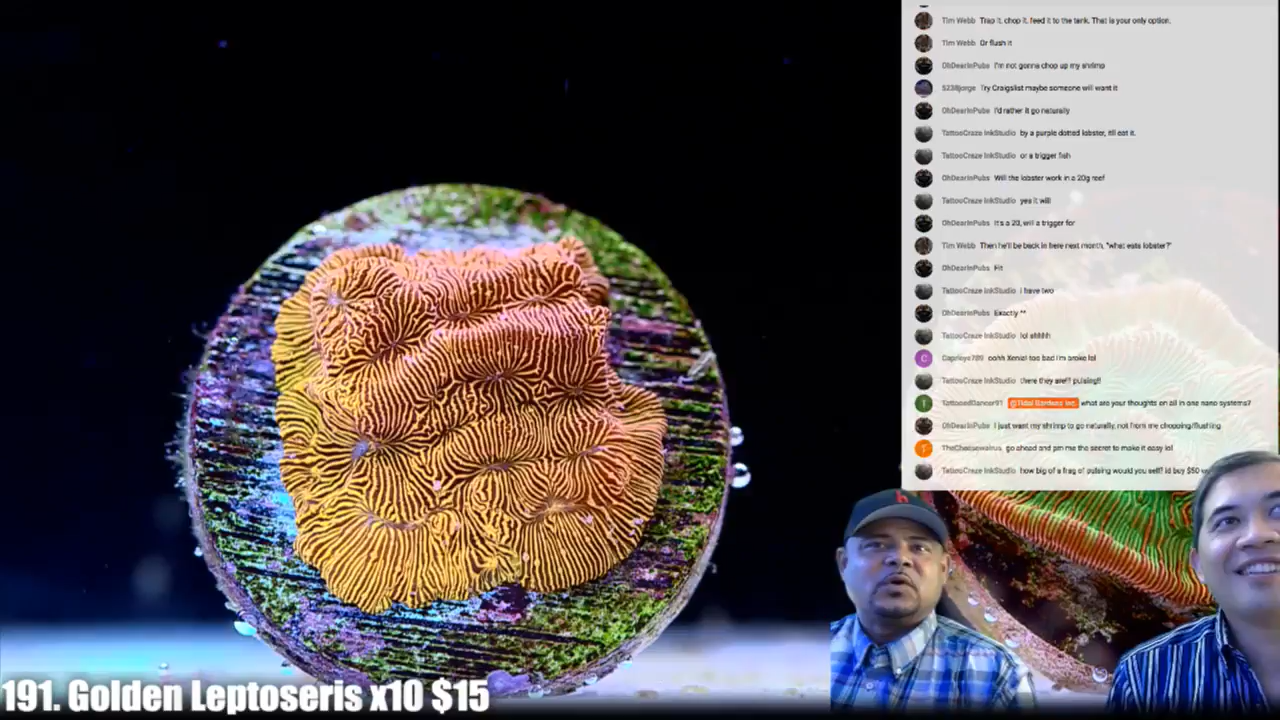 Tim Webb Trap it, chop it, feed it to the tank. That is your only option.
Tim Webb Or flush it
OhDearInPubs I'm not gonna chop up my shrimp
S238jorge Try Craigslist maybe someone will want it
OhDearInPubs I'd rather it go naturally
TattooCraze InkStudio by a purple dotted lobster, itll eat it.
TattooCraze InkStudio or a trigger fish
OhDearInPubs Will the lobster work in a 20g reef
TattooCraze InkStudio yes it will
OhDearInPubs It's a 20, will a trigger for
Tim Webb Then he'll be back in here next month, "what eats lobster?"
OhDearInPubs Fit
TattooCraze InkStudio i have two
OhDearInPubs Exactly ^^
TattooCraze InkStudio lol ahhhh
oohh Xenia! too bad I'm broke lol
TattooCraze InkStudio there they are!! pulsing!!
TattooedDancer91 @Tidal Gardens Inc. what are your thoughts on all in one nano systems?
OhDearInPubs I just want my shrimp to go naturally, not from me chopping/flushing
TheCheesewalrus go ahead and pm me the secret to make it easy lol
TattooCraze InkStudio how big of a frag of pulsing would you sell? id buy $50
191. Golden Leptoseris x10 $15